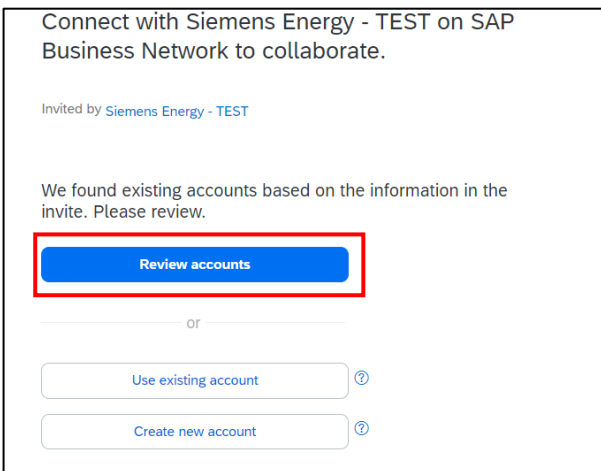 Connect with Siemens Energy - TEST on SAP
Business Network to collaborate.
Invited by Siemens Energy - TEST
We found existing accounts based on the information in the
invite. Please review.
Review accounts
or
Use existing account ?
Create new account ?